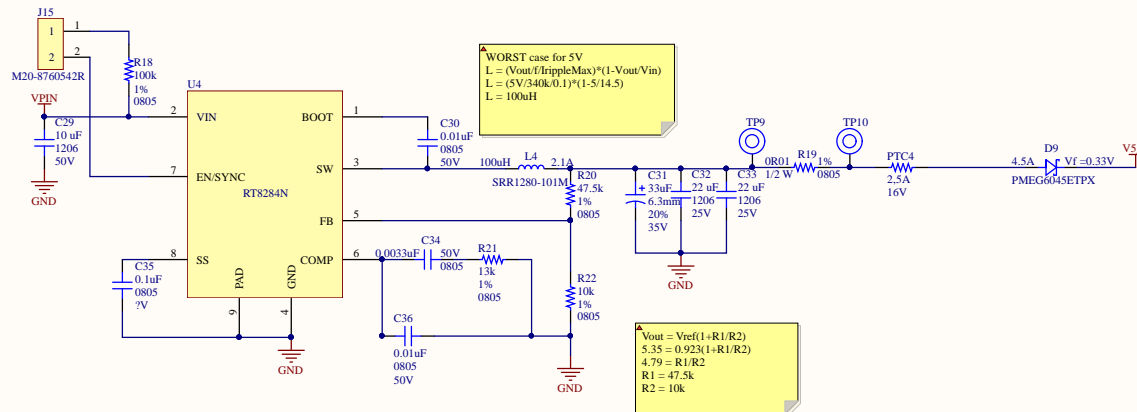 J15
1
2
M20-8760542R
1
2
R18
100k
1%
0805
VPIN
C29
10 uF
1206
50V
GND
U4
2
VIN
7
EN/SYNC
RT8284N
8
SS
BOOT
1
SW
3
FB
5
COMP
6
PAD
9
GND
4
C35
0.1uF
0805
?V
GND
C30
0.01uF
0805
50V
WORST case for 5V
L = (Vout/f/IrippleMax)*(1-Vout/Vin)
L = (5V/340k/0.1)*(1-5/14.5)
L = 100uH
100uH
L4
2.1A
SRR1280-101M
R20
47.5k
1%
0805
C34
0.0033uF
50V
0805
R21
13k
1%
0805
C36
0.01uF
0805
50V
R22
10k
1%
0805
GND
C31
33uF
6.3mm
20%
35V
C32
22 uF
1206
25V
C33
22 uF
1206
25V
GND
TP9
TP10
0R01
1/2 W
R19
1%
0805
PTC4
2,5A
16V
D9
4.5A
Vf =0.33V
PMEG6045ETPX
V5
Vout = Vref(1+R1/R2)
5.35 = 0.923(1+R1/R2)
4.79 = R1/R2
R1 = 47.5k
R2 = 10k